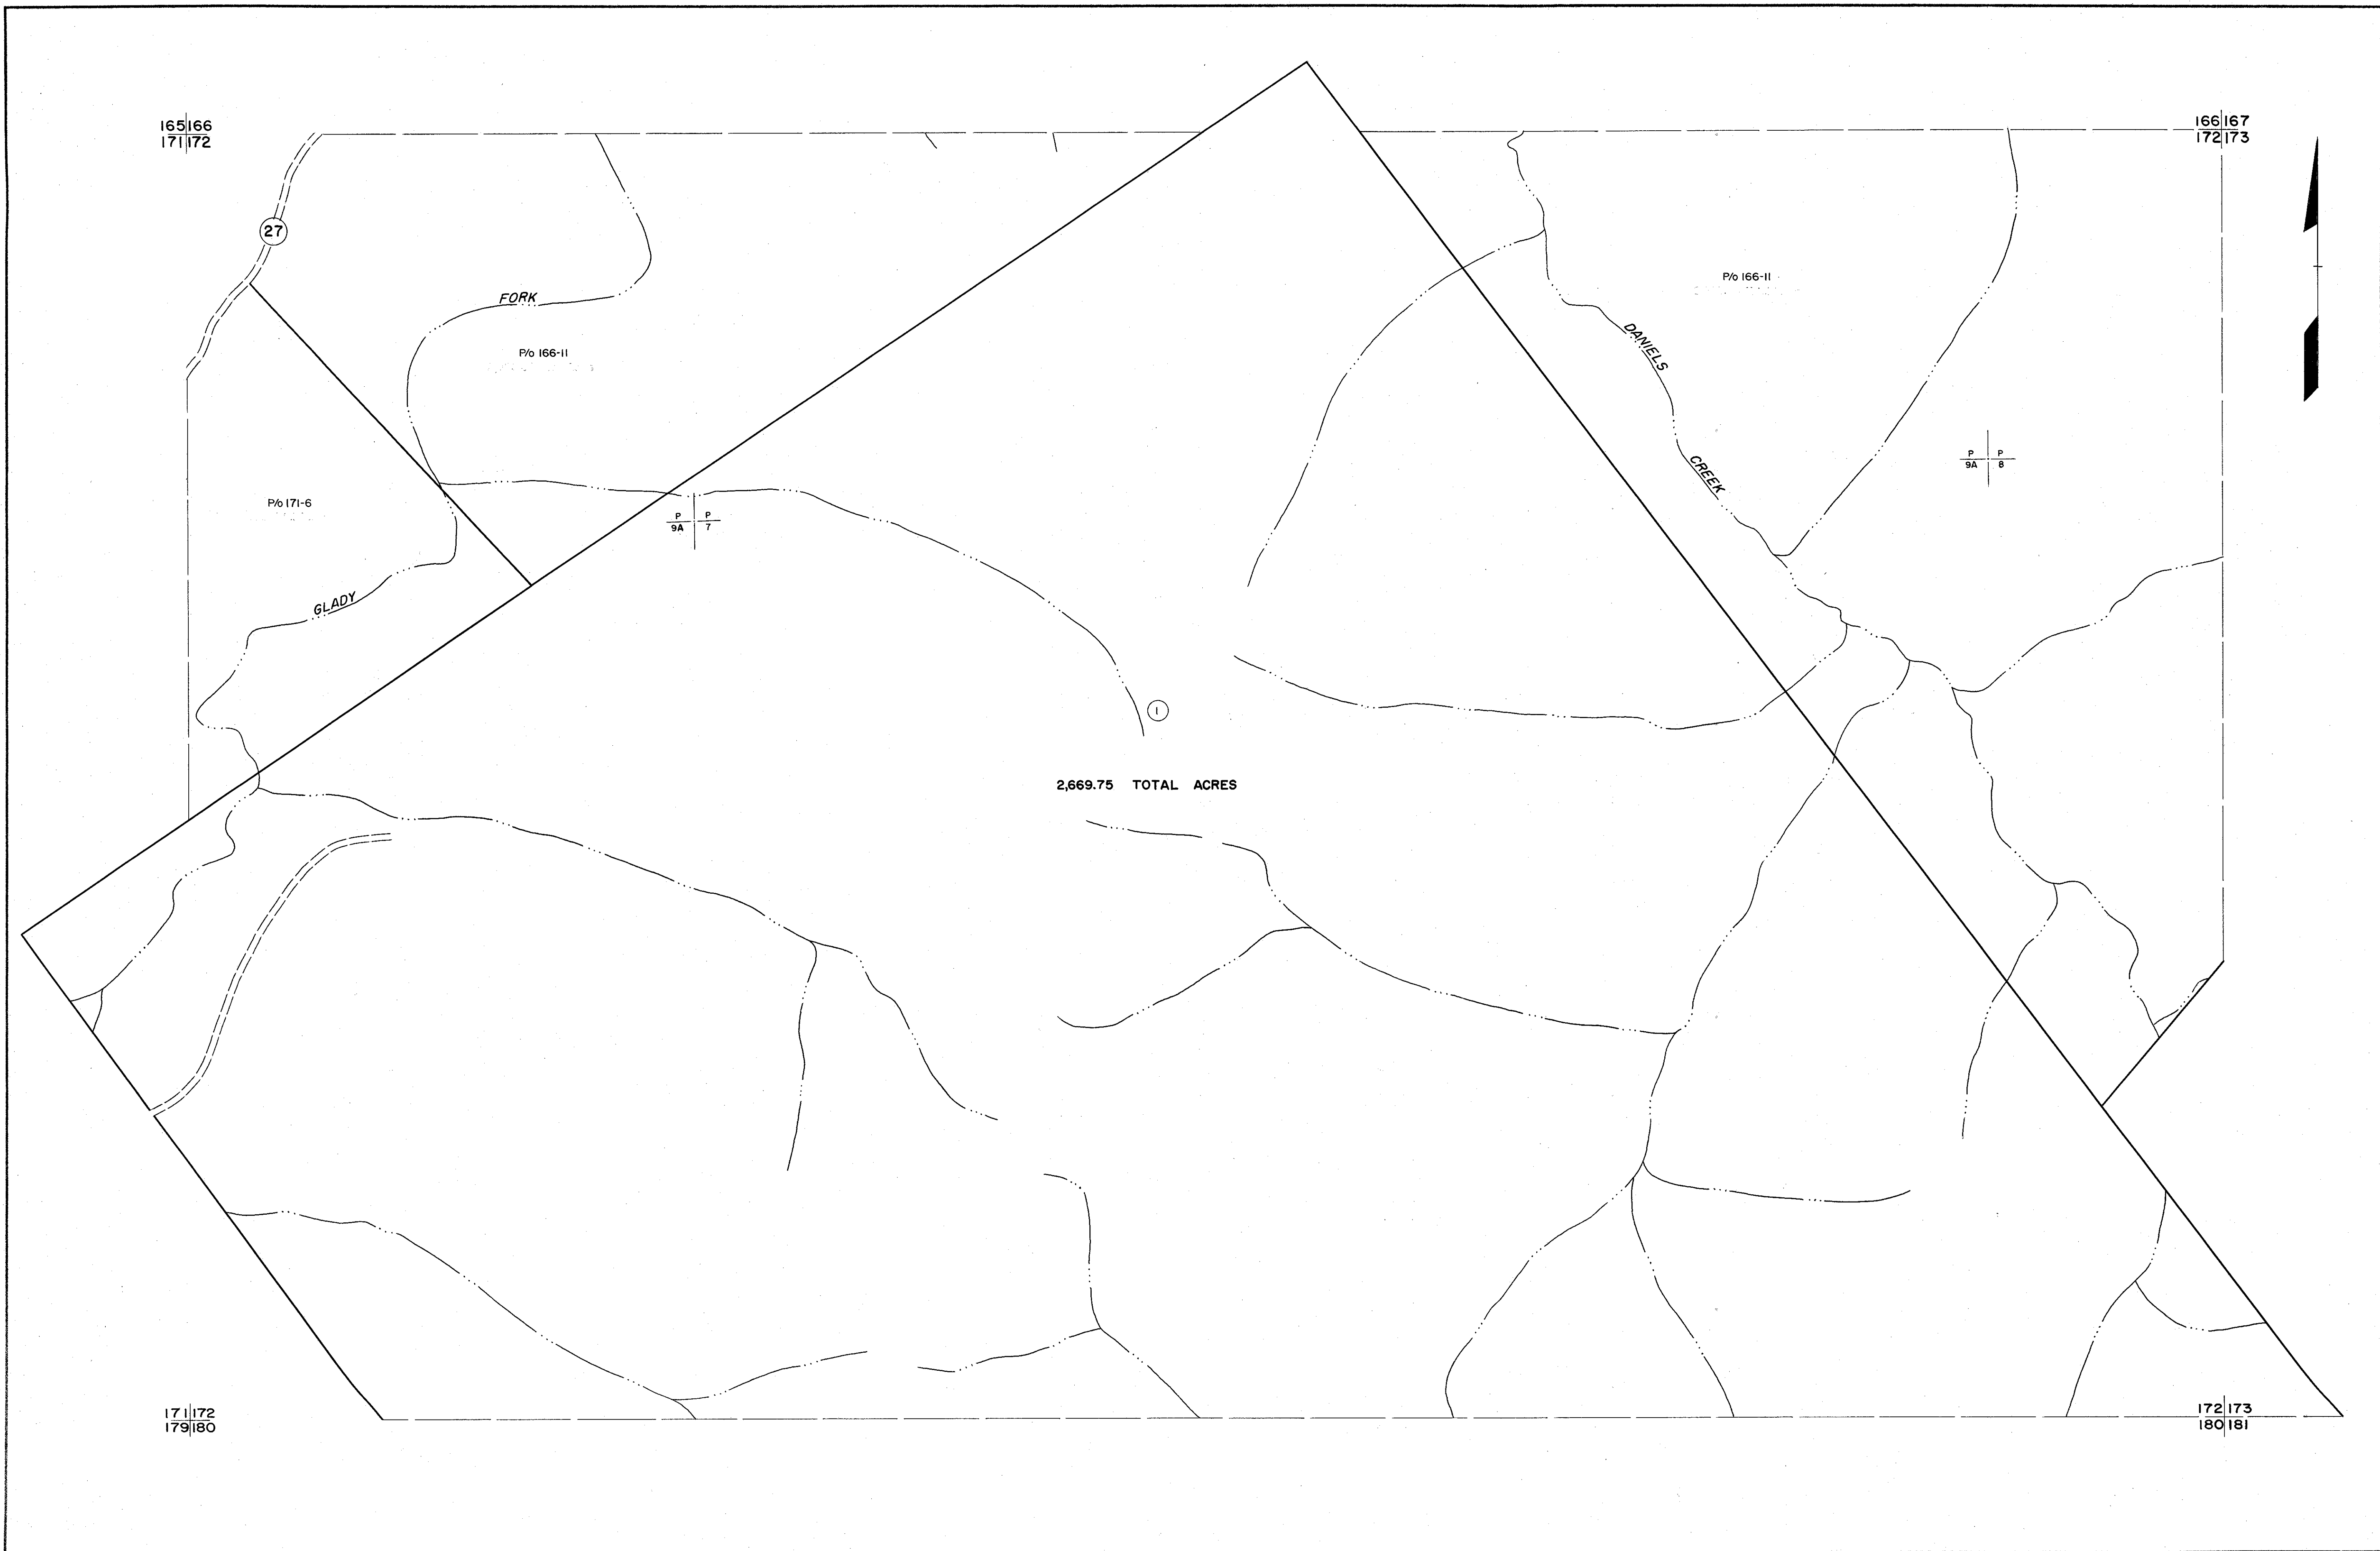 165 166
171 172
166 167
172 173
27
FORK
P/o 166-11
P/o 166-11
DANIELS
CREEK
P P
9A 8
P/o 171-6
P P
9A 7
GLADY
1
2,669.75 TOTAL ACRES
171 172
179 180
172 173
180 181